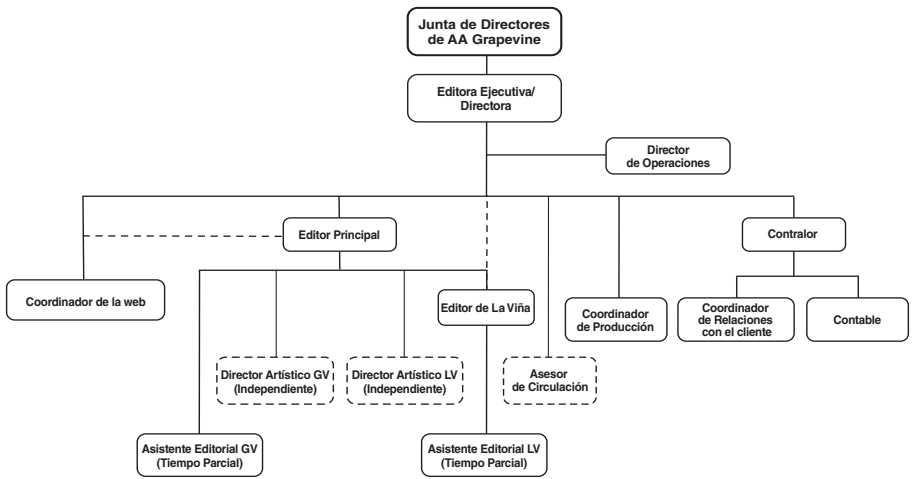 Junta de Directores
de AA Grapevine
Editora Ejecutiva/
Directora
Director
de Operaciones
Editor Principal
Contralor
Coordinador de la web
Editor de La Viña
Coordinador
de Producción
Coordinador
de Relaciones
con el cliente
Contable
Director Artístico GV
(Independiente)
Director Artístico LV
(Independiente)
Asesor
de Circulación
Asistente Editorial GV
(Tiempo Parcial)
Asistente Editorial LV
(Tiempo Parcial)